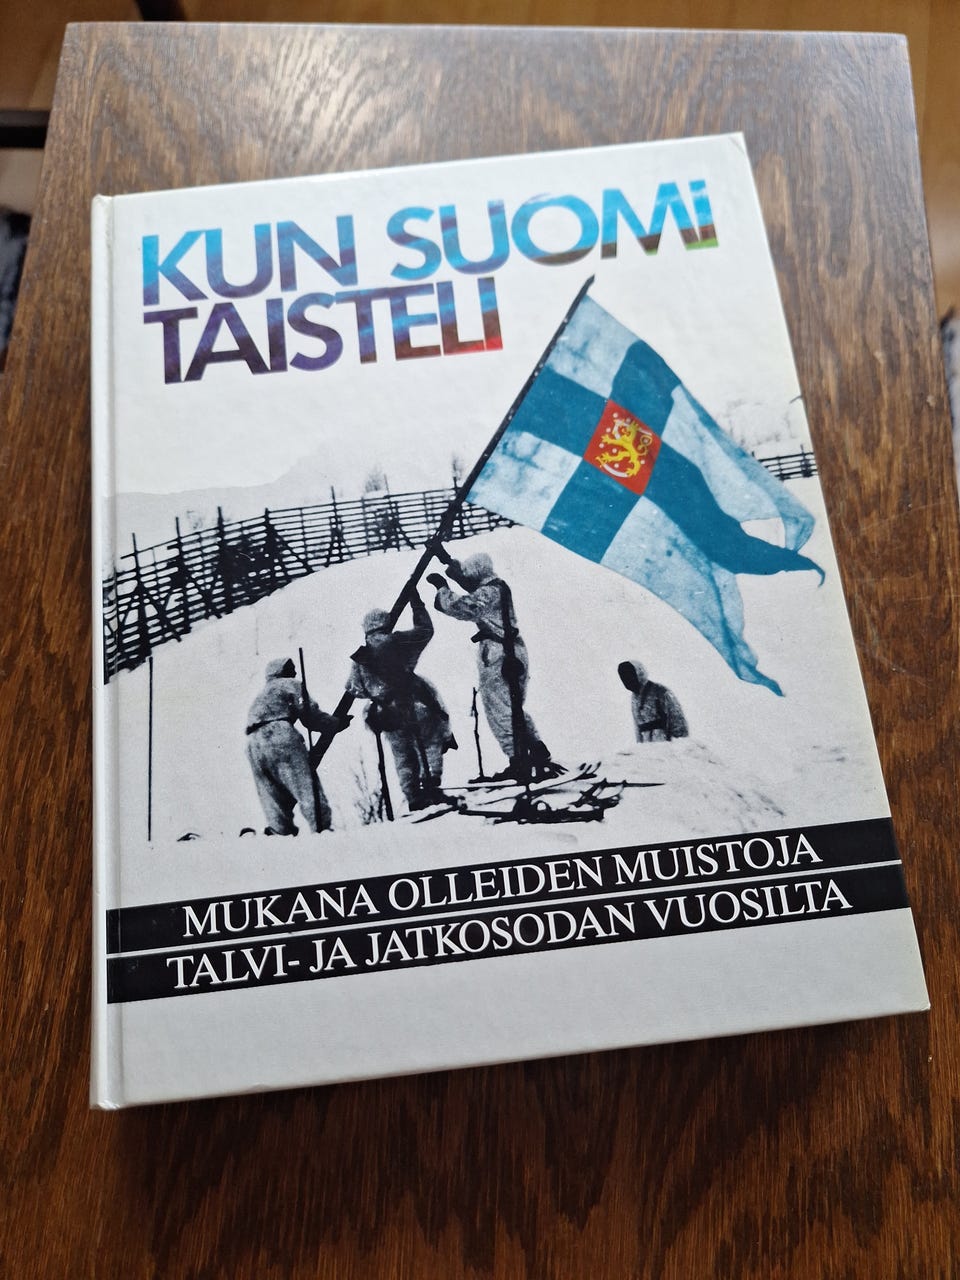 KUN SUOMI
TAISTELI
MUKANA OLLEIDEN MUISTOJA
TALVI- JA JATKOSODAN VUOSILTA